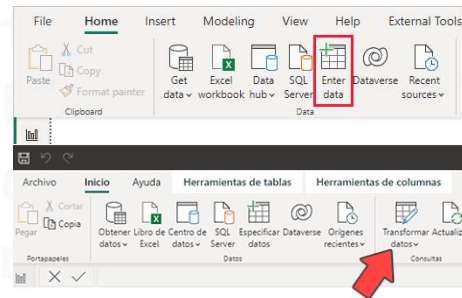 File Home Insert Modeling View Help External Tools
Cut
Copy
Format painter
Paste
Get data
Excel workbook
Data hub
SQL Server
Enter data
Dataverse
Recent sources
Clipboard
Data
Archivo Inicio Ayuda Herramientas de tablas Herramientas de columnas
Cortar
Copia
Pegar
Obtener datos
Libro de Excel
Centro de datos
SQL Server
Especificar datos
Dataverse
Orígenes recientes
Transformar datos
Portapapeles
Datos
Consultas